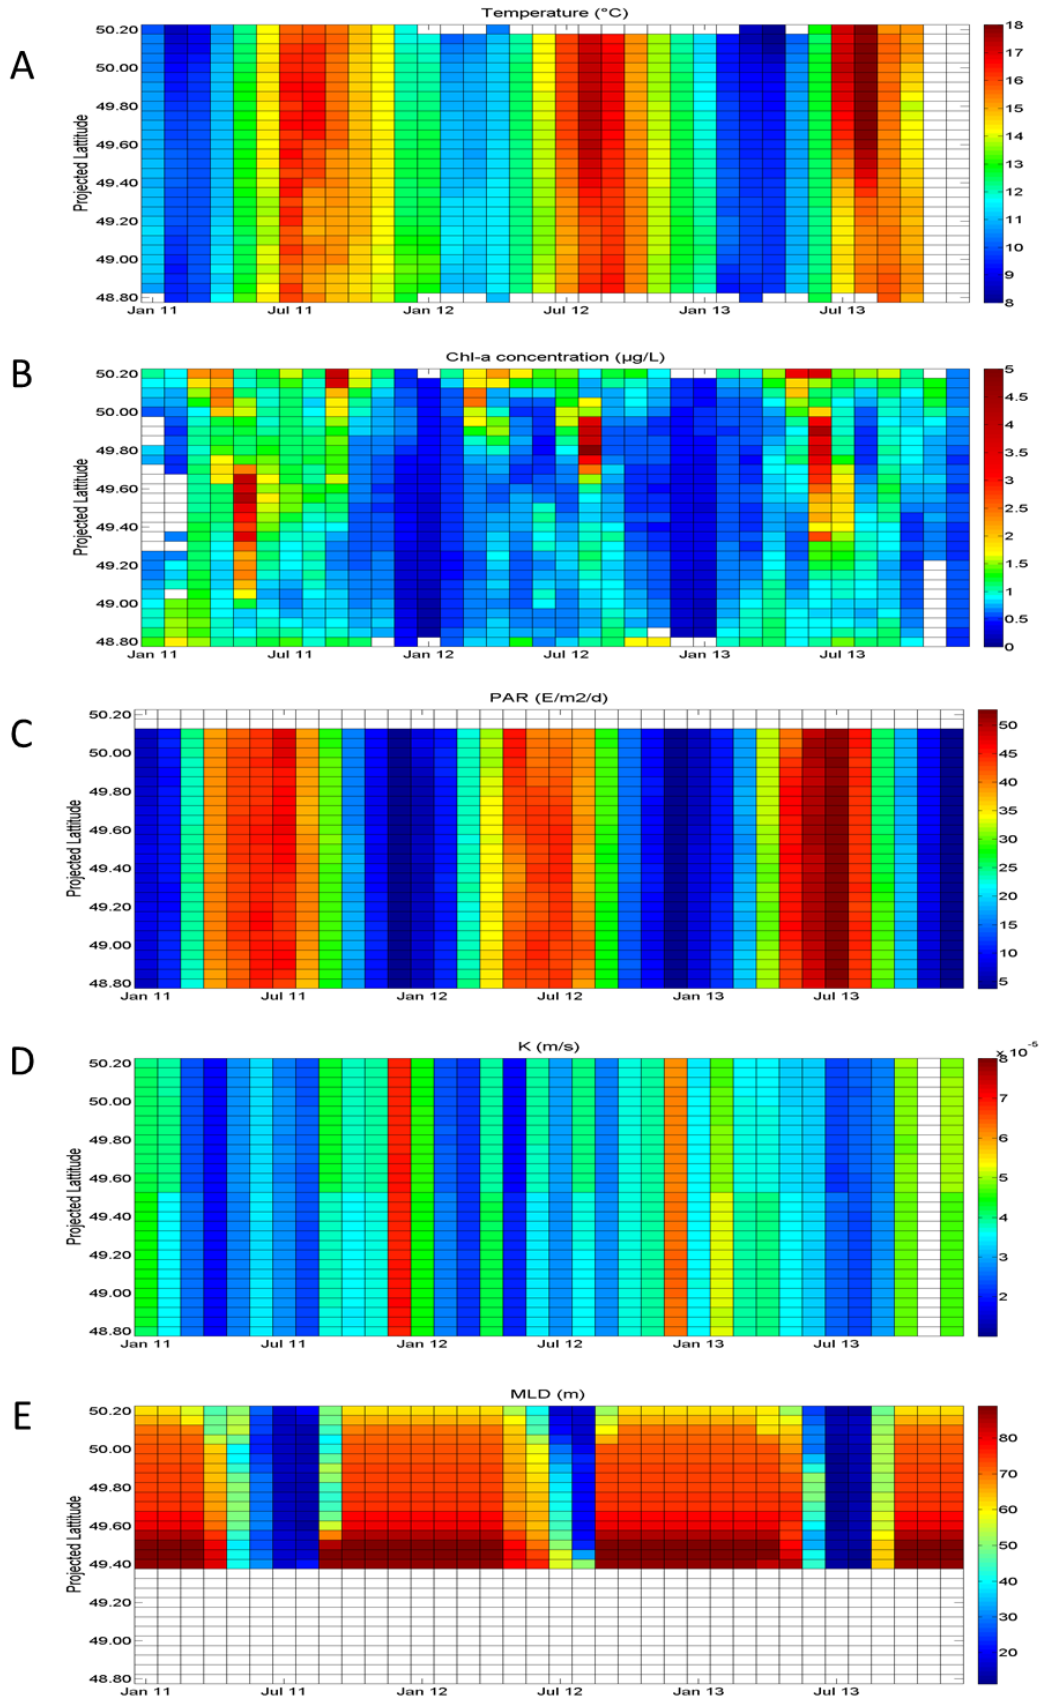 A
Temperature (°C)
Projected Lattitude
50.20
50.00
49.80
49.60
49.40
49.20
49.00
48.80
Jan 11
Jul 11
Jan 12
Jul 12
Jan 13
Jul 13
18
17
16
15
14
13
12
11
10
9
8
B
Chl-a concentration (µg/L)
Projected Lattitude
50.20
50.00
49.80
49.60
49.40
49.20
49.00
48.80
Jan 11
Jul 11
Jan 12
Jul 12
Jan 13
Jul 13
5
4.5
4
3.5
3
2.5
2
1.5
1
0.5
0
C
PAR (E/m2/d)
Projected Lattitude
50.20
50.00
49.80
49.60
49.40
49.20
49.00
48.80
Jan 11
Jul 11
Jan 12
Jul 12
Jan 13
Jul 13
50
45
40
35
30
25
20
15
10
5
D
K (m/s)
Projected Lattitude
50.20
50.00
49.80
49.60
49.40
49.20
49.00
48.80
Jan 11
Jul 11
Jan 12
Jul 12
Jan 13
Jul 13
x 10⁻⁵
8
7
6
5
4
3
2
E
MLD (m)
Projected Lattitude
50.20
50.00
49.80
49.60
49.40
49.20
49.00
48.80
Jan 11
Jul 11
Jan 12
Jul 12
Jan 13
Jul 13
80
70
60
50
40
30
20